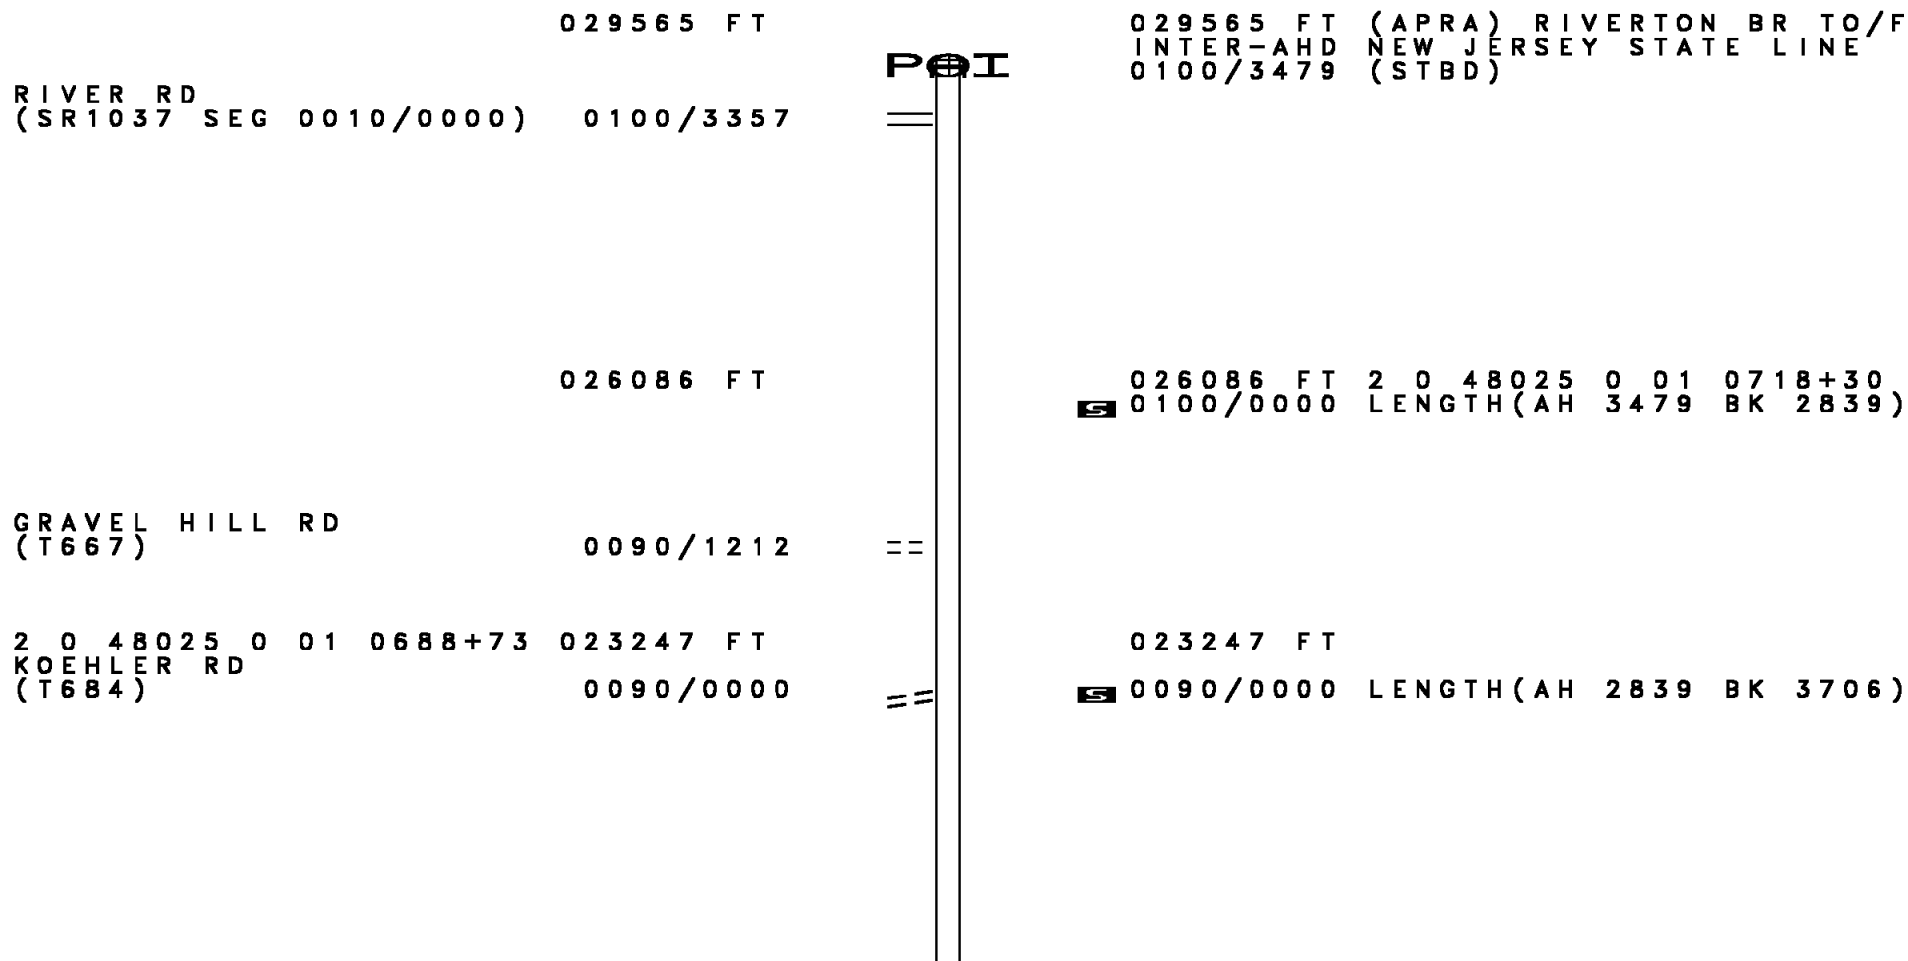 029565 FT
029565 FT (APRA) RIVERTON BR TO/F
INTER-AHD NEW JERSEY STATE LINE
0100/3479 (STBD)
RIVER RD
(SR1037 SEG 0010/0000) 0100/3357
026086 FT
026086 FT 2 0 48025 0 01 0718+30
S 0100/0000 LENGTH(AH 3479 BK 2839)
GRAVEL HILL RD
(T667) 0090/1212
2 0 48025 0 01 0688+73 023247 FT
023247 FT
KOEHLER RD
(T684) 0090/0000
S 0090/0000 LENGTH(AH 2839 BK 3706)